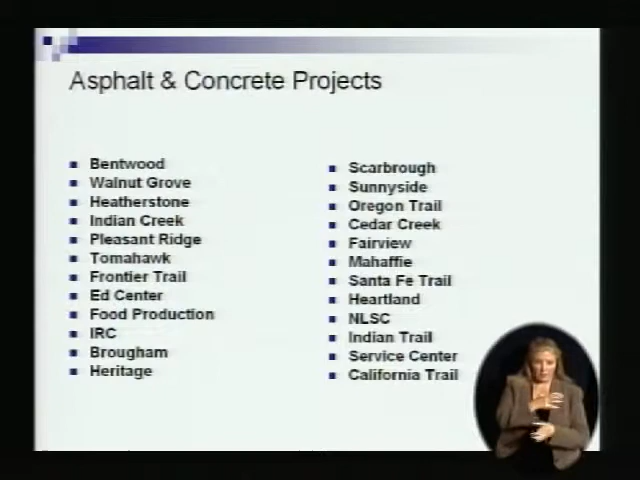 Asphalt & Concrete Projects
Bentwood
Walnut Grove
Heatherstone
Indian Creek
Pleasant Ridge
Tomahawk
Frontier Trail
Ed Center
Food Production
IRC
Brougham
Heritage
Scarbrough
Sunnyside
Oregon Trail
Cedar Creek
Fairview
Mahaffie
Santa Fe Trail
Heartland
NLSC
Indian Trail
Service Center
California Trail